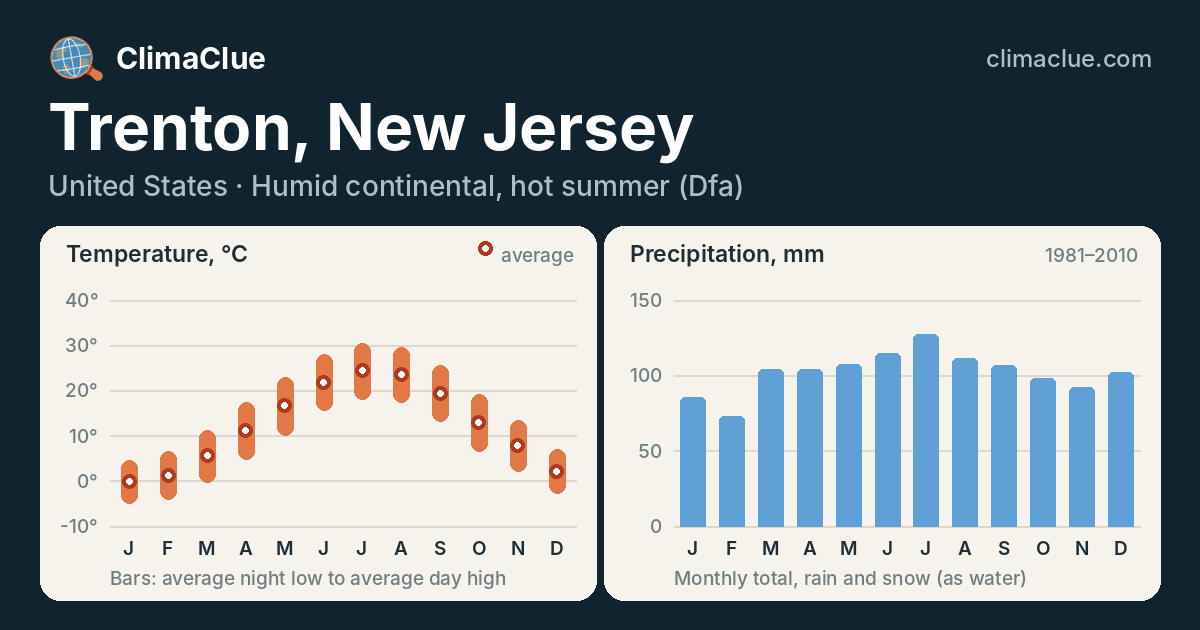 ClimaClue
climaclue.com
Trenton, New Jersey
United States · Humid continental, hot summer (Dfa)
Temperature, °C
average
40°
30°
20°
10°
0°
-10°
J F M A M J J A S O N D
Bars: average night low to average day high
Precipitation, mm
1981–2010
150
100
50
0
J F M A M J J A S O N D
Monthly total, rain and snow (as water)